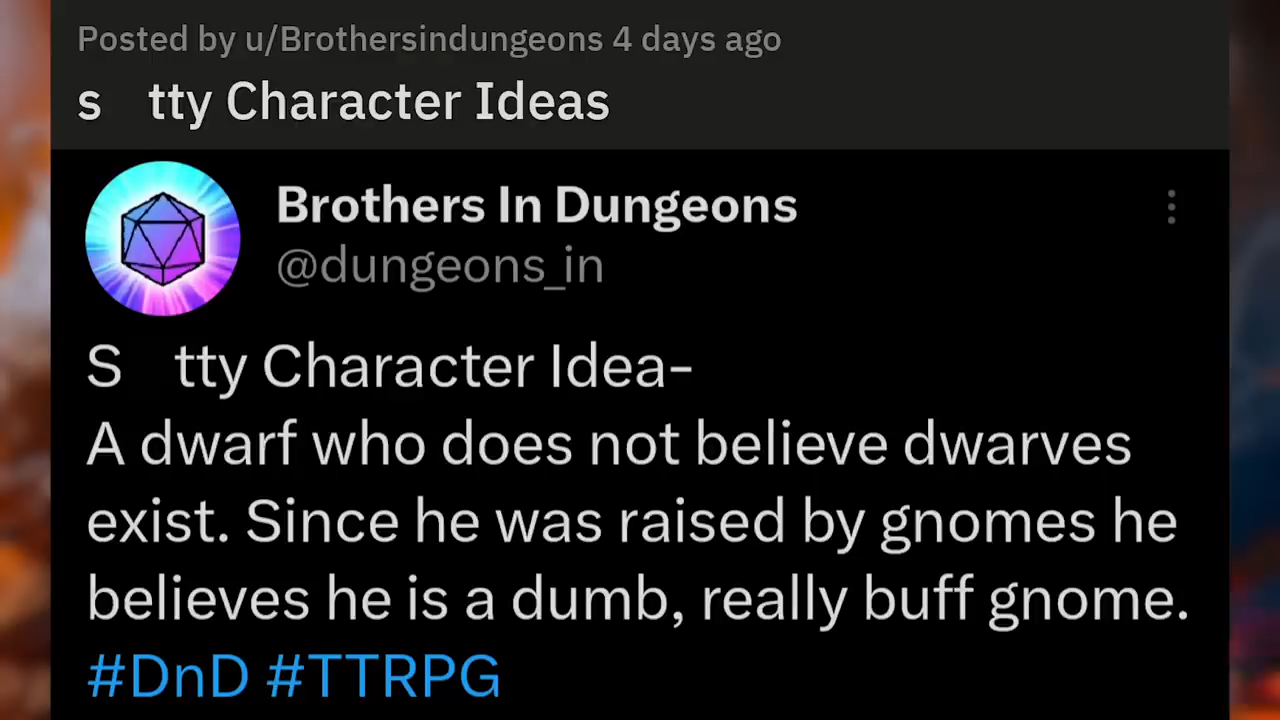 Posted by u/Brothersindungeons 4 days ago
s tty Character Ideas
Brothers In Dungeons
@dungeons_in
S tty Character Idea-
A dwarf who does not believe dwarves
exist. Since he was raised by gnomes he
believes he is a dumb, really buff gnome.
#DnD #TTRPG